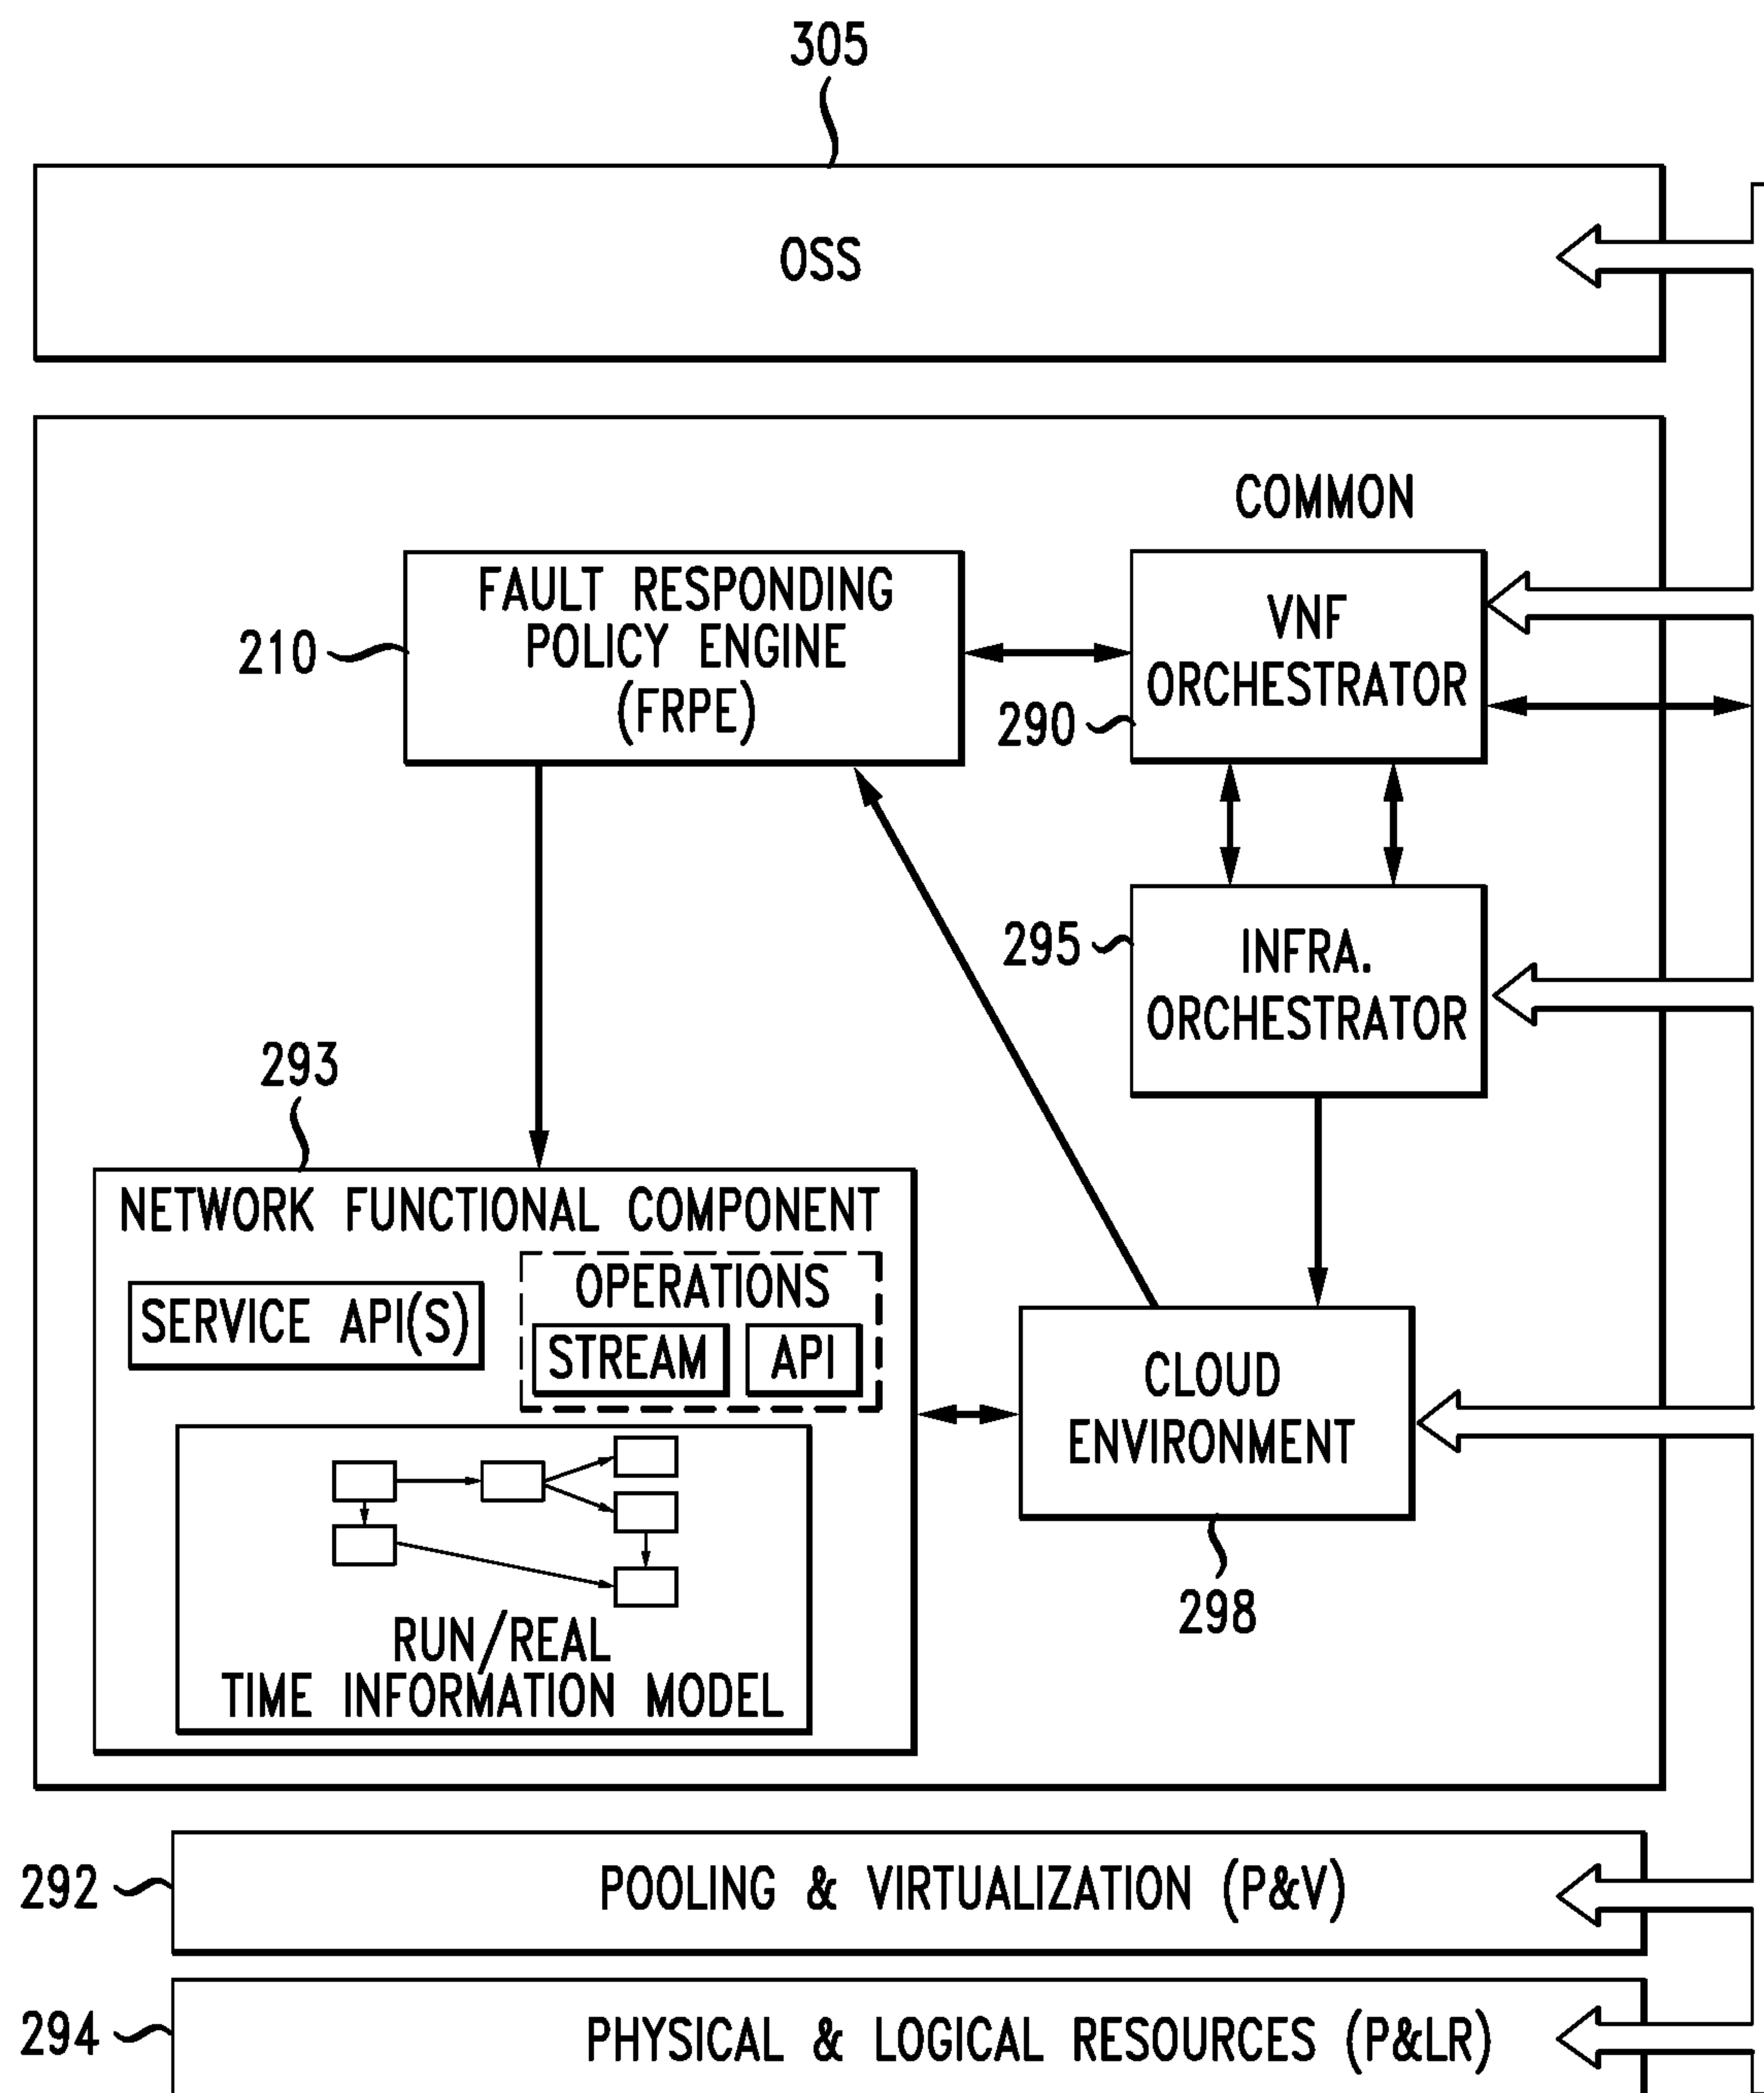 305
OSS
COMMON
FAULT RESPONDING
POLICY ENGINE
(FRPE)
210
VNF
ORCHESTRATOR
290
INFRA.
ORCHESTRATOR
295
293
NETWORK FUNCTIONAL COMPONENT
SERVICE API(S)
OPERATIONS
STREAM
API
CLOUD
ENVIRONMENT
298
RUN/REAL
TIME INFORMATION MODEL
292
POOLING & VIRTUALIZATION (P&V)
294
PHYSICAL & LOGICAL RESOURCES (P&LR)